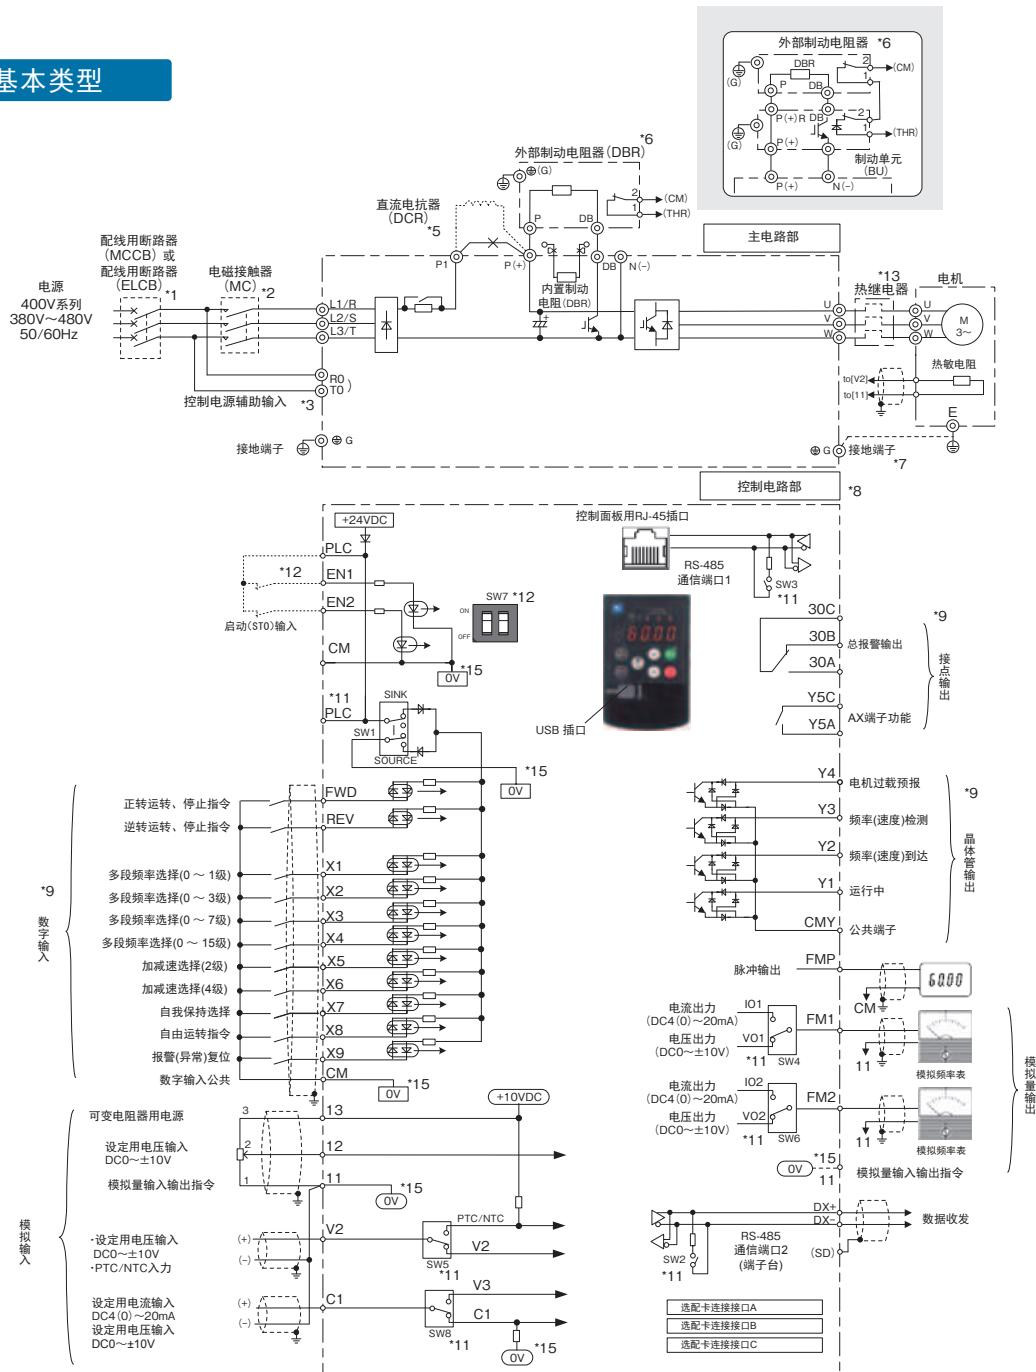 基本类型
外部制动电阻器 *6
DBR
2
1
(CM)
(G)
P
DB
P(+)R DB
2
1
(THR)
(G)
P(+)
制动单元
(BU)
P(+)
N(-)
*6
外部制动电阻器(DBR)
(G)
直流电抗器
(DCR)
*5
2
1
(CM)
(THR)
P
DB
主电路部
配线用断路器
(MCCB) 或
配线用断路器
(ELCB)
*1
电磁接触器
(MC)
*2
P1
P(+)
DB
N(-)
内置制动
电阻(DBR)
*13
热继电器
电机
电源
400V系列
380V～480V
50/60Hz
L1/R
L2/S
L3/T
+
U
V
W
U
V
W
M
3~
R0
T0
控制电源辅助输入 *3
热敏电阻
to[V2]
to[11]
E
接地端子
G
G
接地端子
*7
控制电路部
*8
+24VDC
控制面板用RJ-45插口
PLC
*12
EN1
EN2
启动(STO)输入
CM
SW7 *12
ON
OFF
0V
*15
RS-485
通信端口1
SW3
*11
60.00
USB 插口
30C
30B
30A
*9
总报警输出
接点输出
Y5C
Y5A
AX端子功能
*11
PLC
SINK
SW1
SOURCE
*15
0V
正转运转、停止指令
FWD
逆转运转、停止指令
REV
多段频率选择(0 ～ 1级)
X1
多段频率选择(0 ～ 3级)
X2
多段频率选择(0 ～ 7级)
X3
多段频率选择(0 ～ 15级)
X4
加减速选择(2级)
X5
加减速选择(4级)
X6
自我保持选择
X7
自由运转指令
X8
报警(异常)复位
X9
数字输入公共
CM
*9
数字输入
0V
*15
Y4
电机过载预报
*9
Y3
频率(速度)检测
Y2
频率(速度)到达
Y1
运行中
CMY
公共端子
晶体管输出
脉冲输出
FMP
60.00
CM
电流出力
(DC4(0)～20mA)
电压出力
(DC0～±10V)
IO1
VO1
*11
SW4
FM1
11
模拟频率表
电流出力
(DC4(0)～20mA)
电压出力
(DC0～±10V)
IO2
VO2
*11
SW6
FM2
11
模拟频率表
模拟量输出
0V
*15
11
模拟量输入输出指令
可变电阻器用电源
3
13
+10VDC
设定用电压输入
DC0～±10V
2
12
模拟量输入输出指令
1
11
0V
*15
模拟输入
·设定用电压输入
DC0～±10V
·PTC/NTC入力
(+)
(-)
V2
PTC/NTC
V2
SW5
*11
设定用电流输入
DC4(0)～20mA
设定用电压输入
DC0～±10V
(+)
(-)
C1
V3
C1
SW8
*11
0V
*15
DX+
DX-
数据收发
RS-485
通信端口2
(端子台)
(SD)
SW2
*11
选配卡连接接口A
选配卡连接接口B
选配卡连接接口C